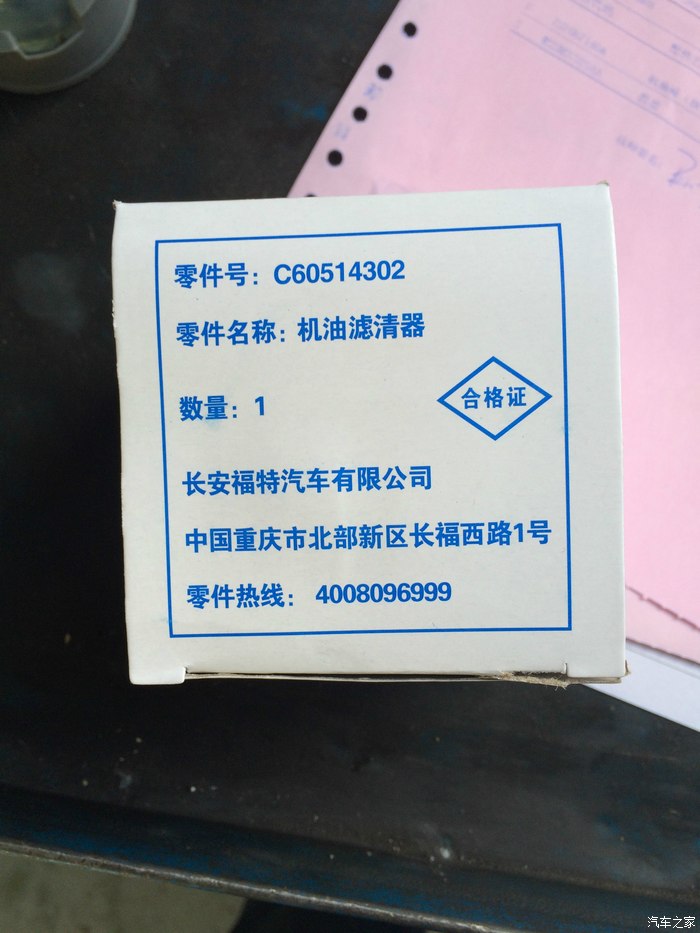 零件号：C60514302
零件名称：机油滤清器
数量：1
合格证
长安福特汽车有限公司
中国重庆市北部新区长福西路1号
零件热线： 4008096999
汽车之家